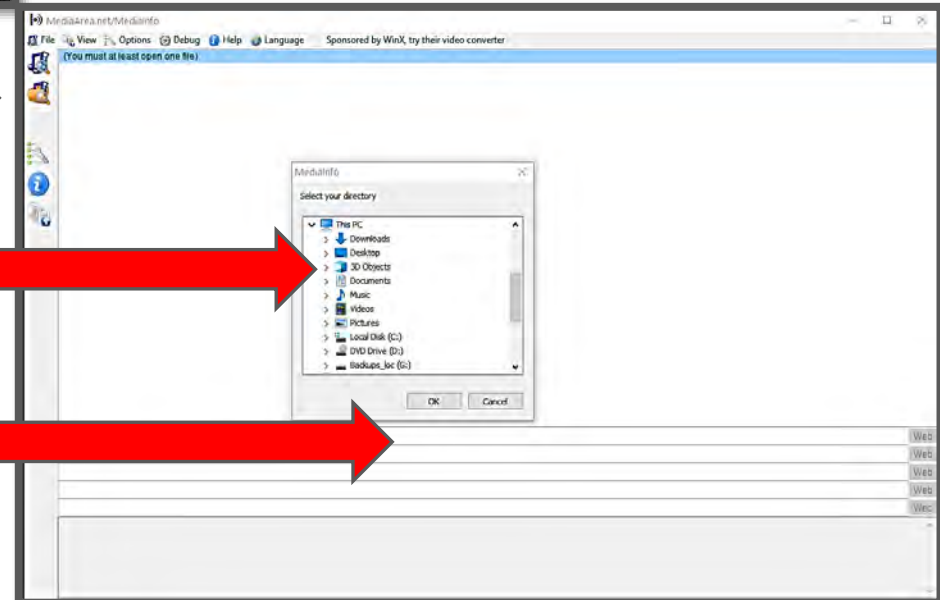 MediaArea.net/MediaInfo
File View Options Debug Help Language Sponsored by WinX, try their video converter
(You must at least open one file)
MediaInfo
Select your directory
This PC
Downloads
Desktop
3D Objects
Documents
Music
Videos
Pictures
Local Disk (C:)
DVD Drive (D:)
Backups_loc (G:)
OK Cancel
Web
Web
Web
Web
Web